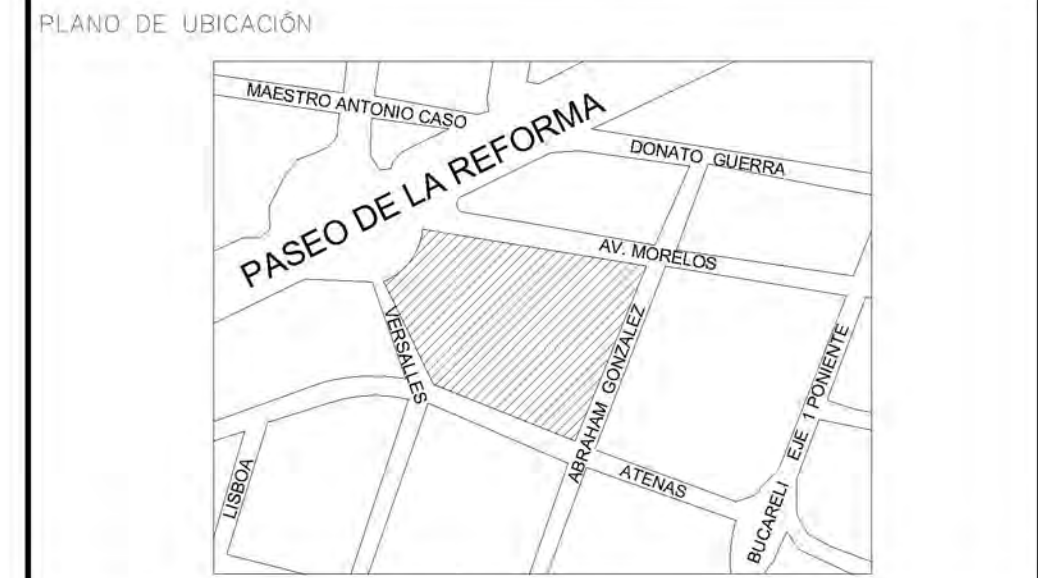 PLANO DE UBICACIÓN
MAESTRO ANTONIO CASO
PASEO DE LA REFORMA
DONATO GUERRA
AV. MORELOS
VERSALLES
ABRAHAM GONZALEZ
EJE 1 PONIENTE
BUCARELI
ATENAS
LISBOA